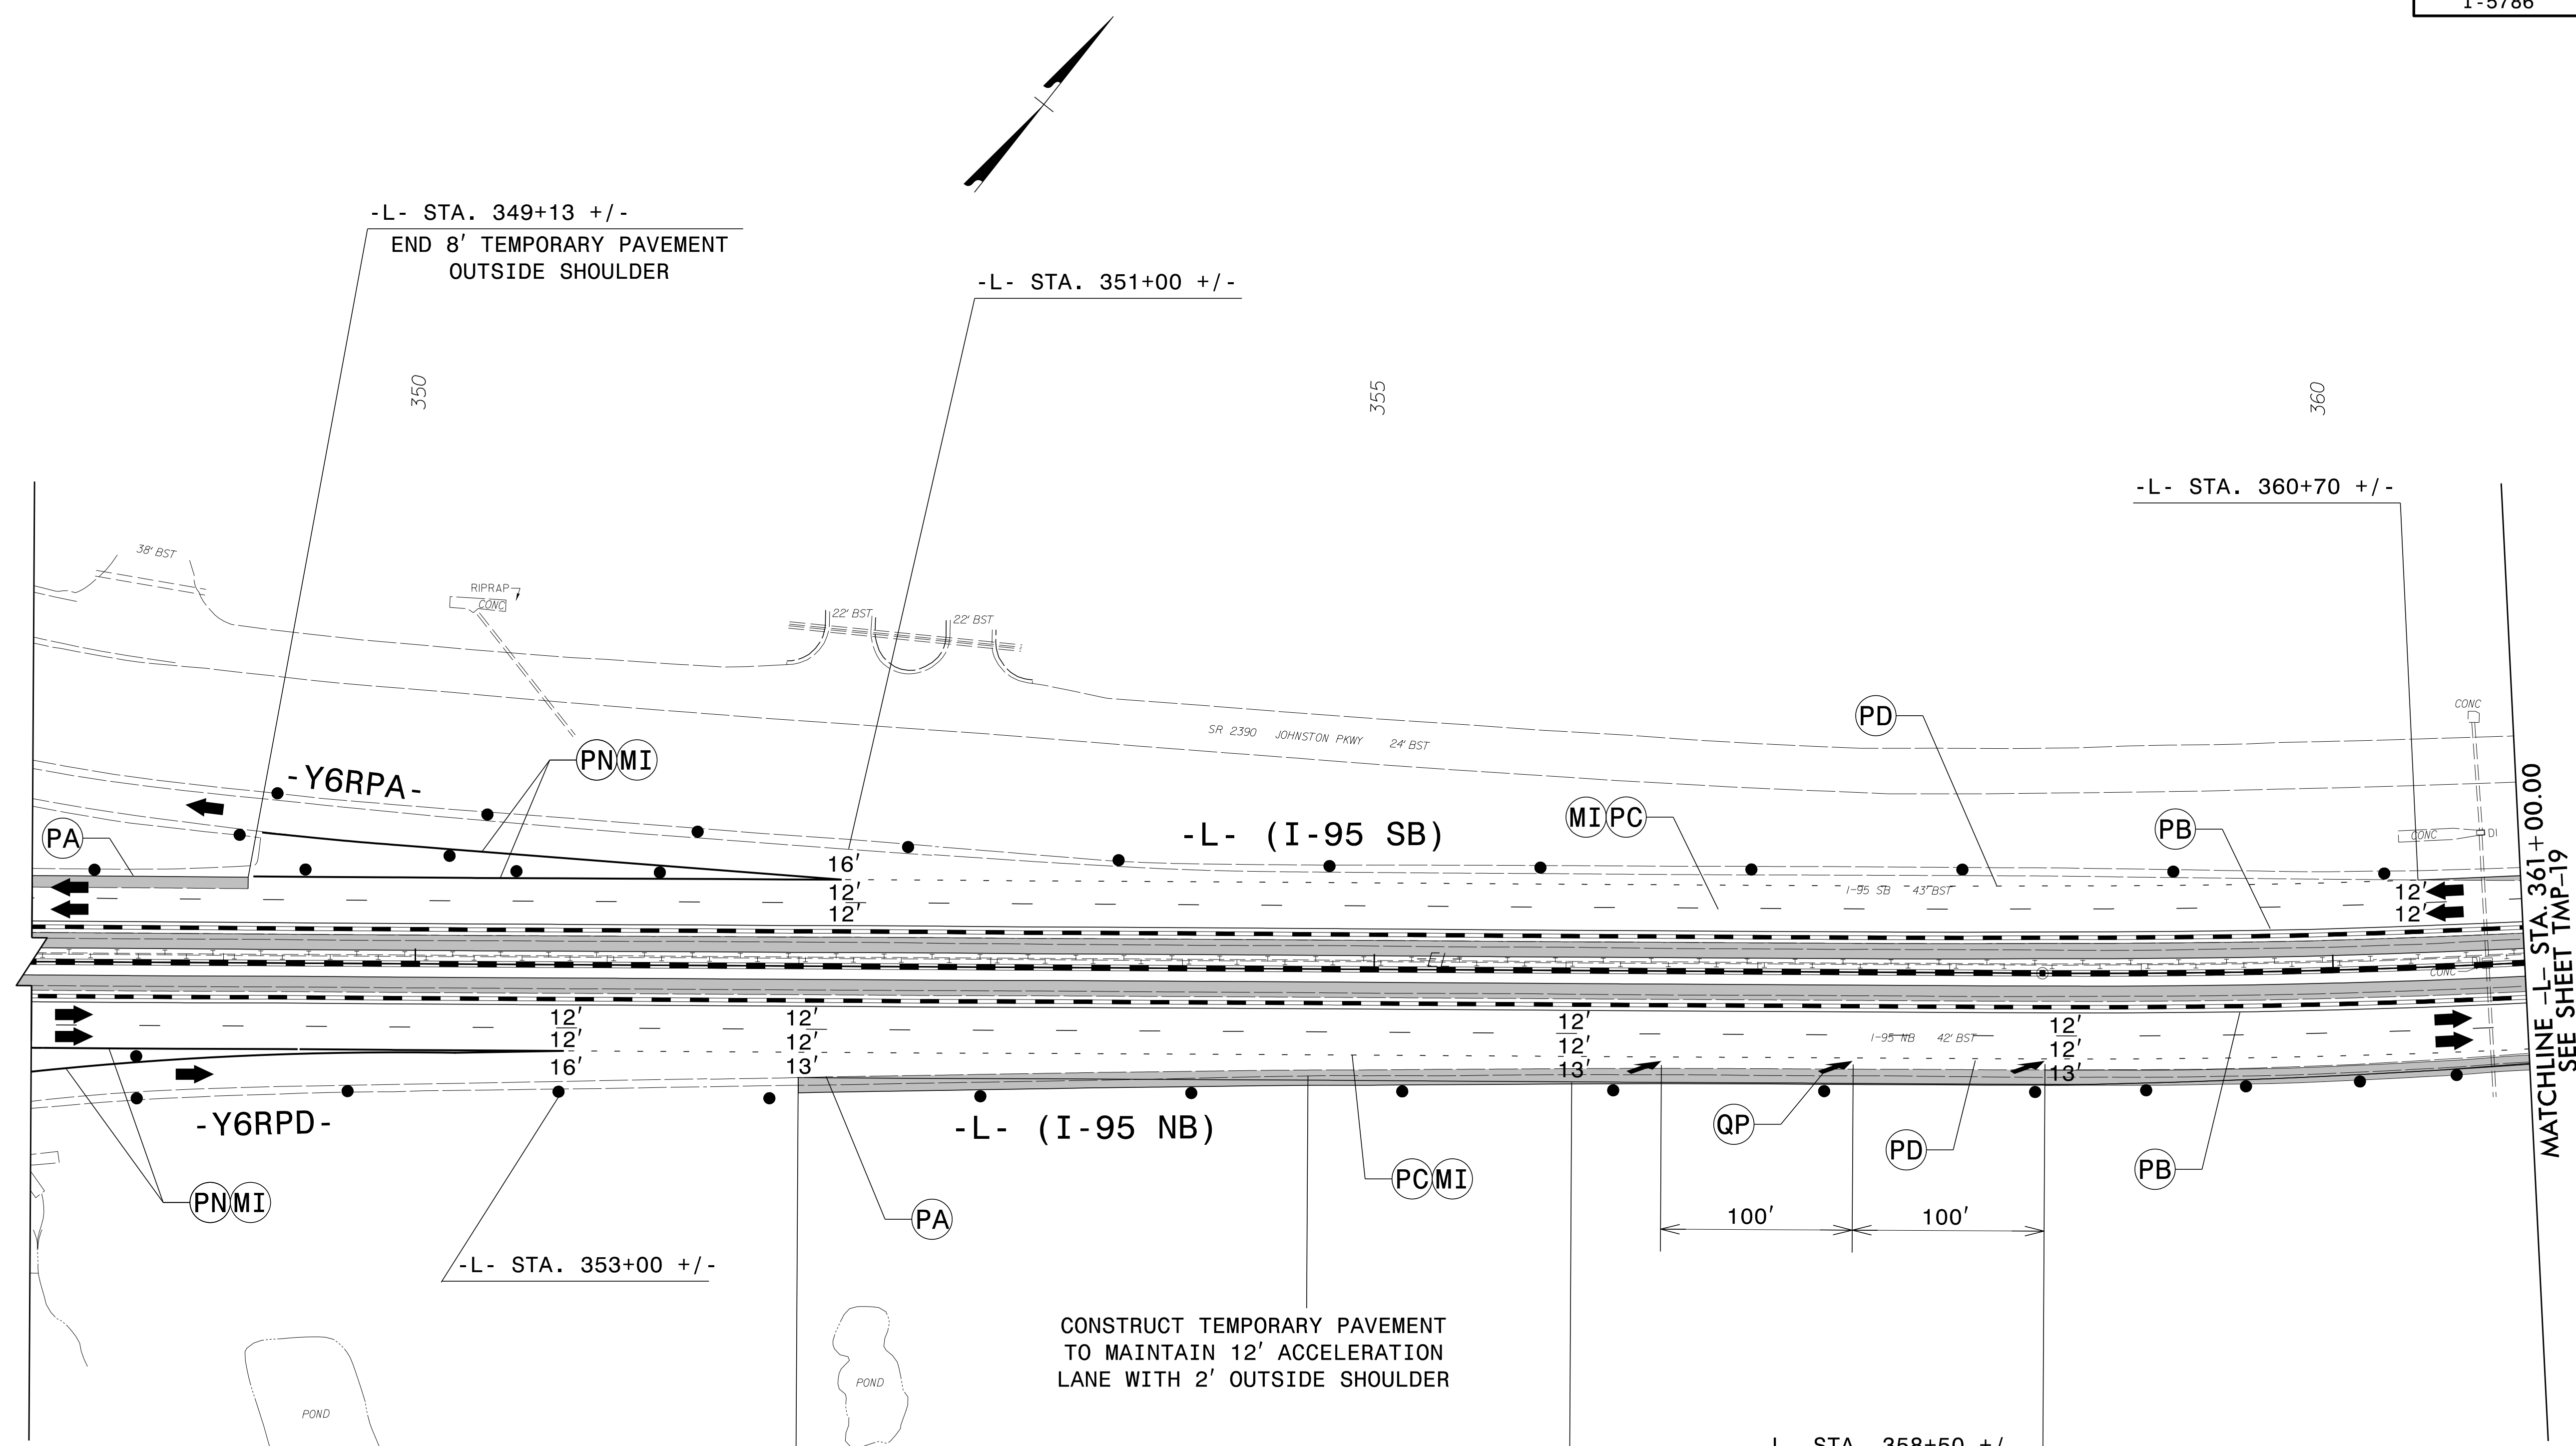 I-5786
-L- STA. 349+13 +/-
END 8' TEMPORARY PAVEMENT
OUTSIDE SHOULDER
-L- STA. 351+00 +/-
350
355
360
-L- STA. 360+70 +/-
38' BST
RIPRAP
CONC
22' BST
22' BST
CONC
SR 2390 JOHNSTON PKWY 24' BST
PD
PN MI
-Y6RPA-
MI PC
PB
-L- (I-95 SB)
PA
CONC
DI
16'
12'
12'
I-95 SB 43' BST
12'
12'
-EL-
CONC
DI
12'
12'
16'
12'
12'
13'
12'
12'
13'
I-95 NB 42' BST
12'
12'
13'
-Y6RPD-
-L- (I-95 NB)
QP
PD
PB
PC MI
PN MI
PA
100'
100'
-L- STA. 353+00 +/-
CONSTRUCT TEMPORARY PAVEMENT
TO MAINTAIN 12' ACCELERATION
LANE WITH 2' OUTSIDE SHOULDER
POND
POND
L STA. 358+50 +/
MATCHLINE -L- STA. 361+00.00
SEE SHEET TMP-19